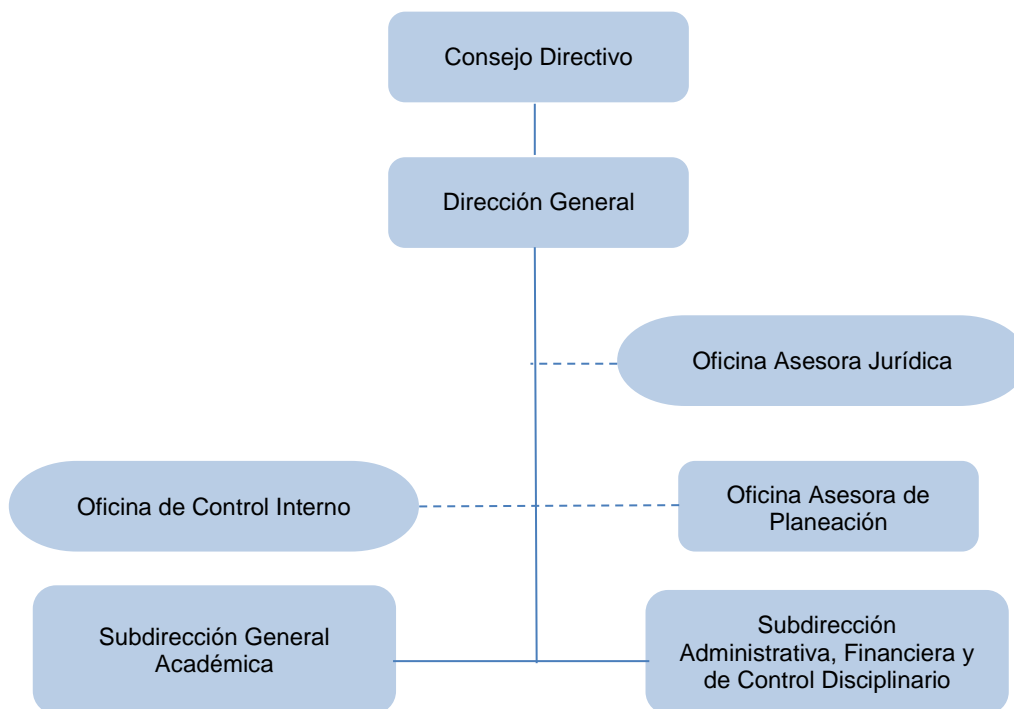 Consejo Directivo
Dirección General
Oficina Asesora Jurídica
Oficina de Control Interno
Oficina Asesora de
Planeación
Subdirección General
Académica
Subdirección
Administrativa, Financiera y
de Control Disciplinario